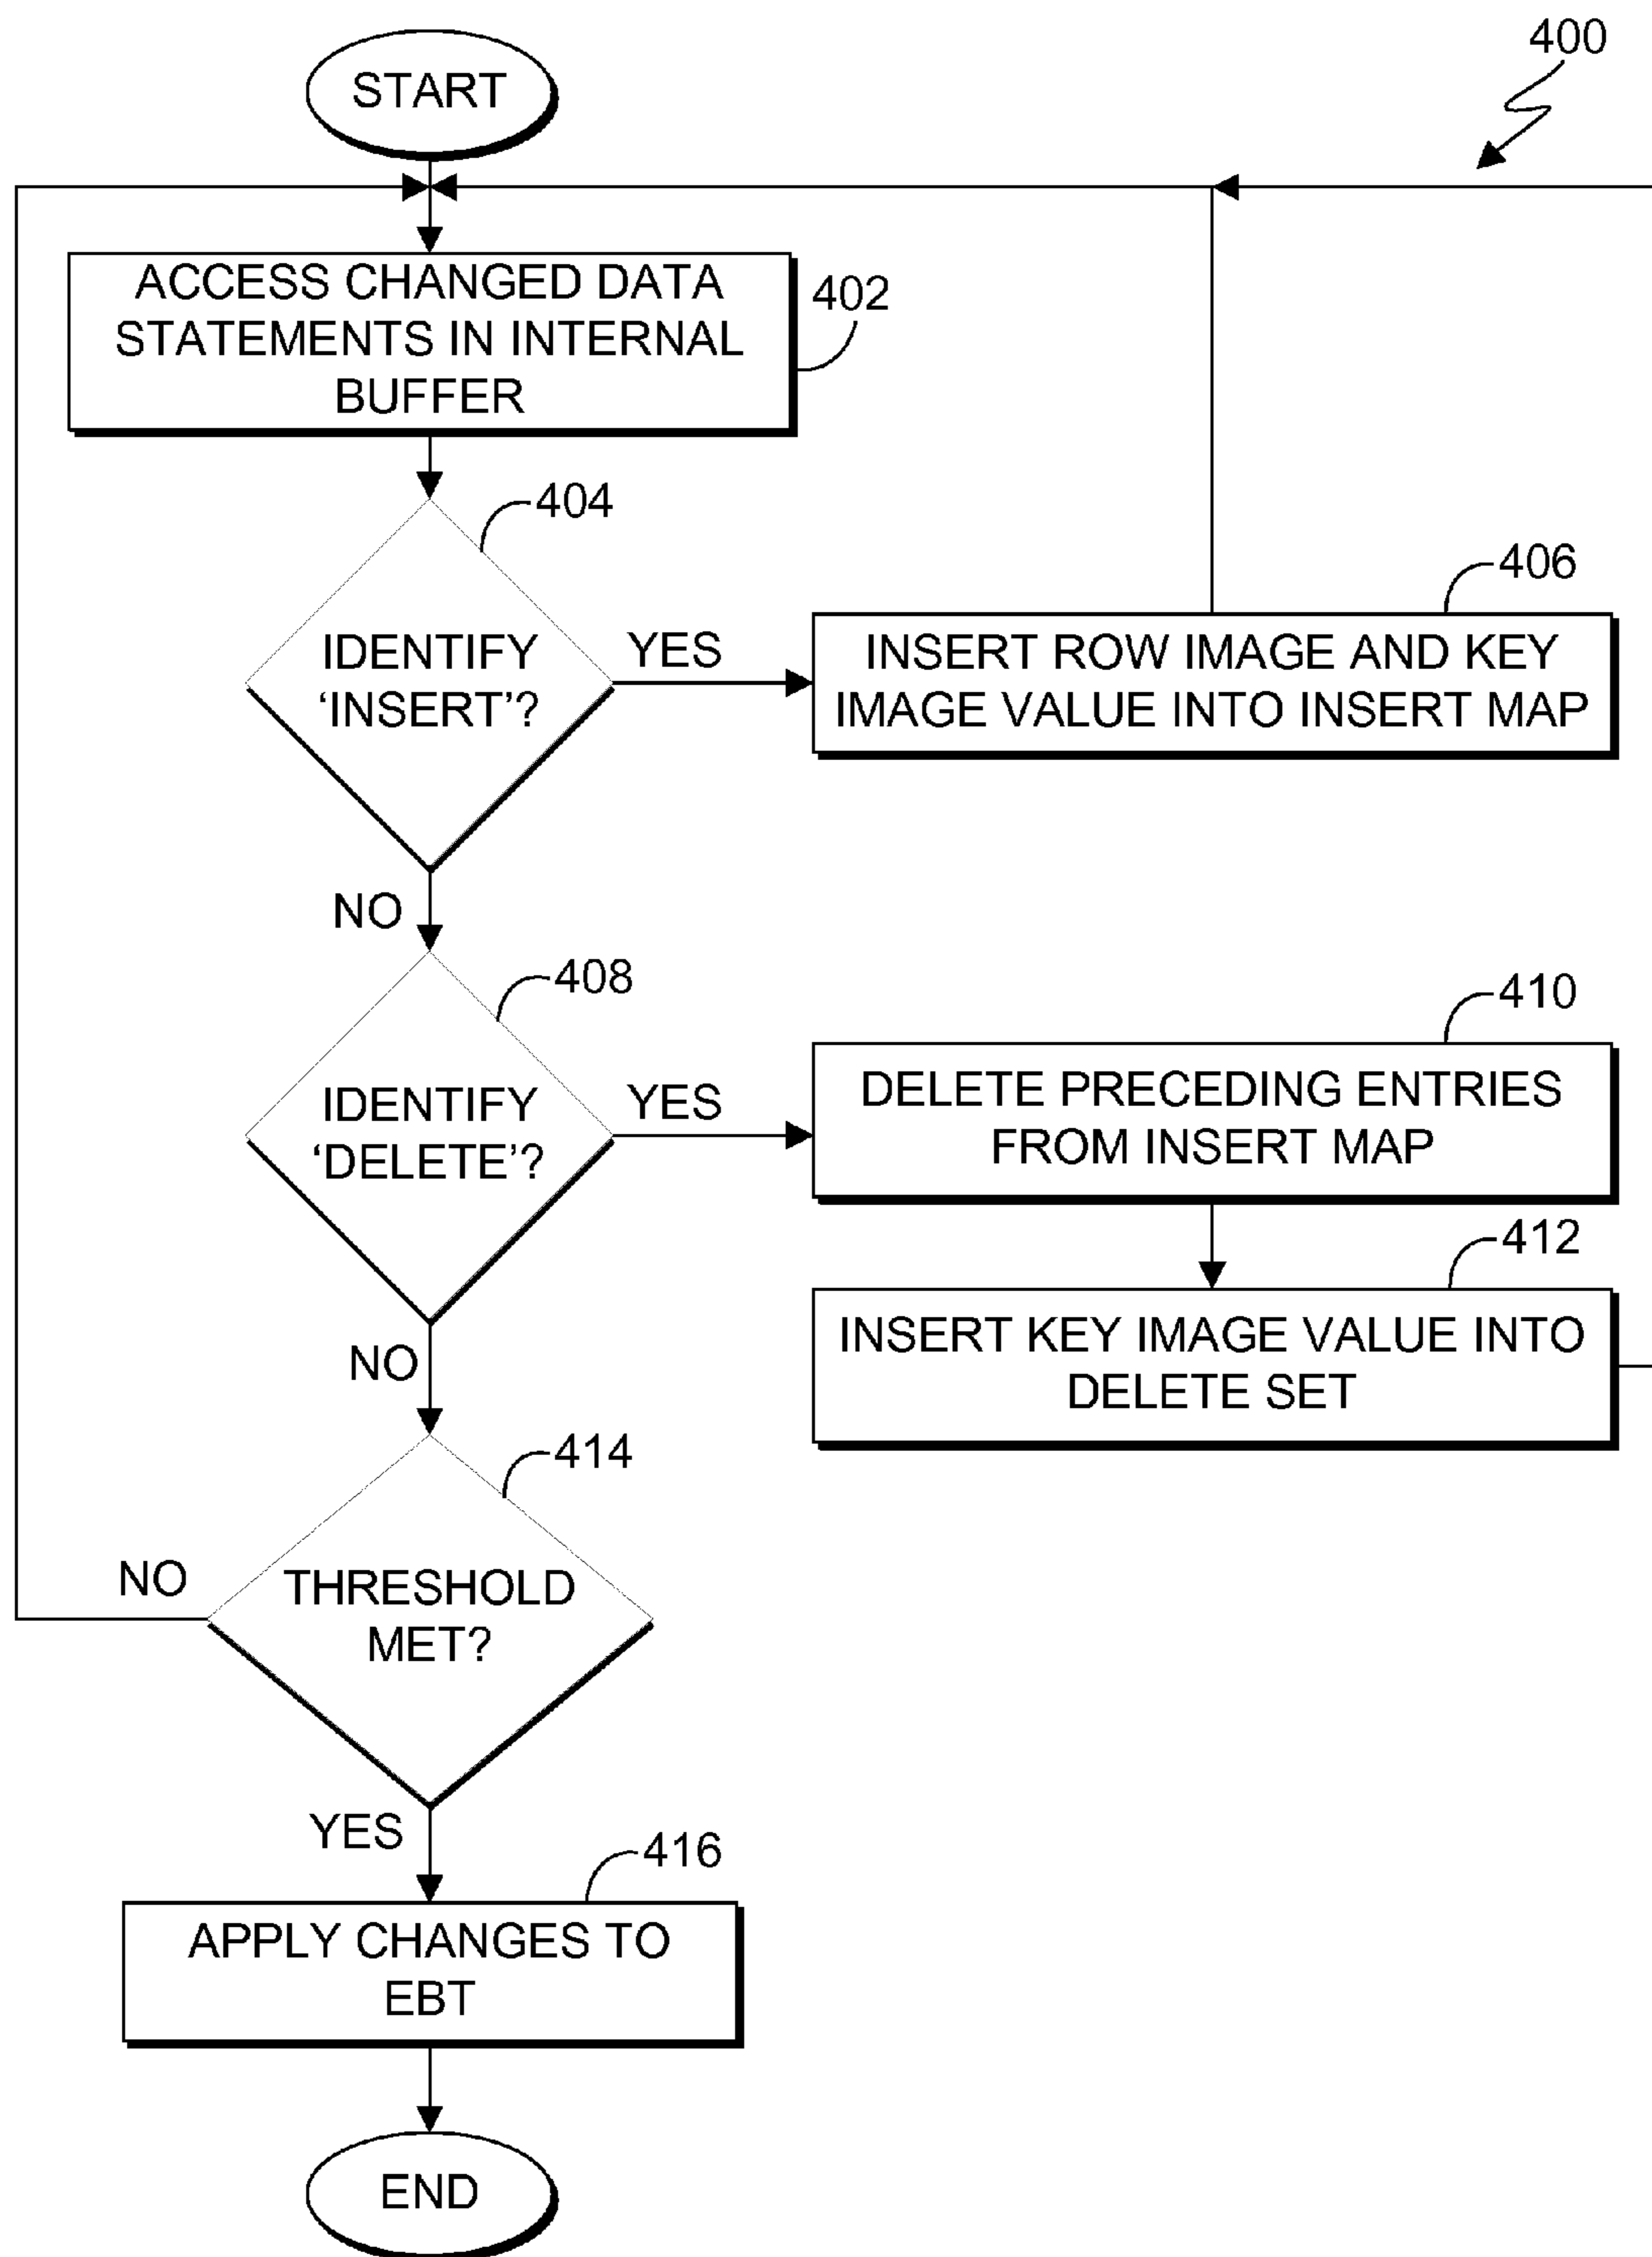 400
START
ACCESS CHANGED DATA
STATEMENTS IN INTERNAL
BUFFER
402
404
IDENTIFY
‘INSERT’?
YES
NO
406
INSERT ROW IMAGE AND KEY
IMAGE VALUE INTO INSERT MAP
408
IDENTIFY
‘DELETE’?
YES
NO
410
DELETE PRECEDING ENTRIES
FROM INSERT MAP
412
INSERT KEY IMAGE VALUE INTO
DELETE SET
414
THRESHOLD
MET?
NO
YES
416
APPLY CHANGES TO
EBT
END